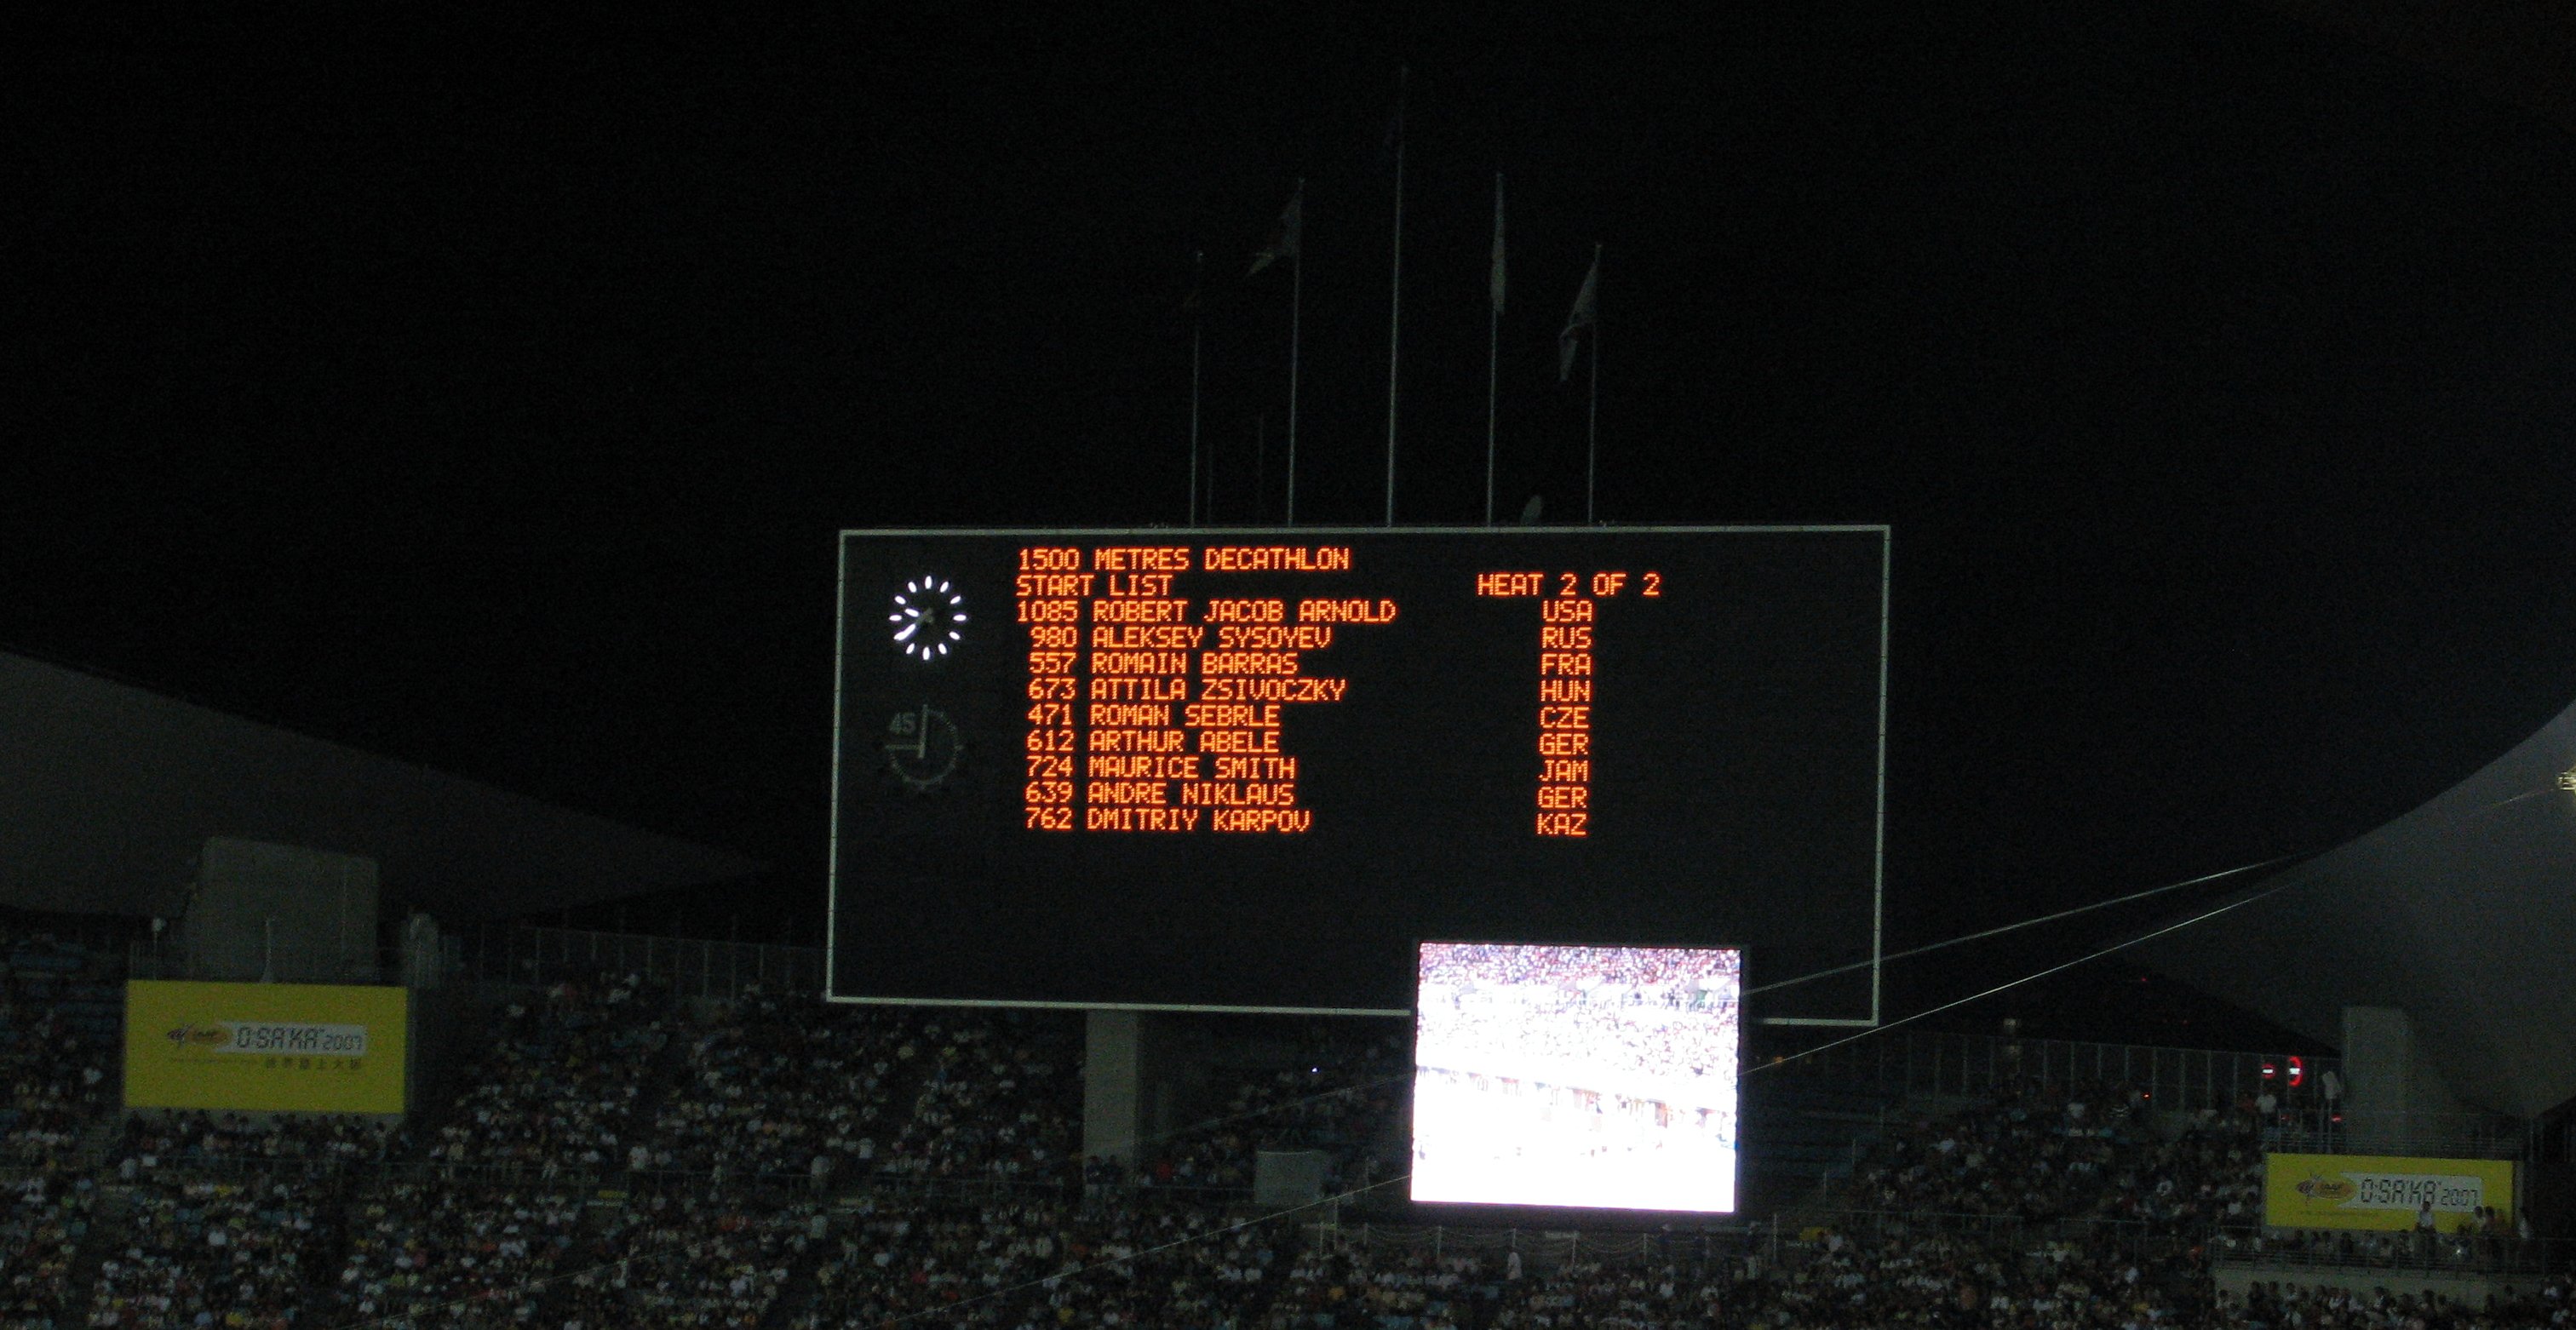 1500 METRES DECATHLON
START LIST HEAT 2 OF 2
1085 ROBERT JACOB ARNOLD USA
980 ALEKSEY SYSOYEV RUS
557 ROMAIN BARRAS FRA
673 ATTILA ZSIVOCZKY HUN
471 ROMAN SEBRLE CZE
612 ARTHUR ABELE GER
724 MAURICE SMITH JAM
639 ANDRE NIKLAUS GER
762 DMITRIY KARPOV KAZ
45
OSAKA 2007
OSAKA 2007